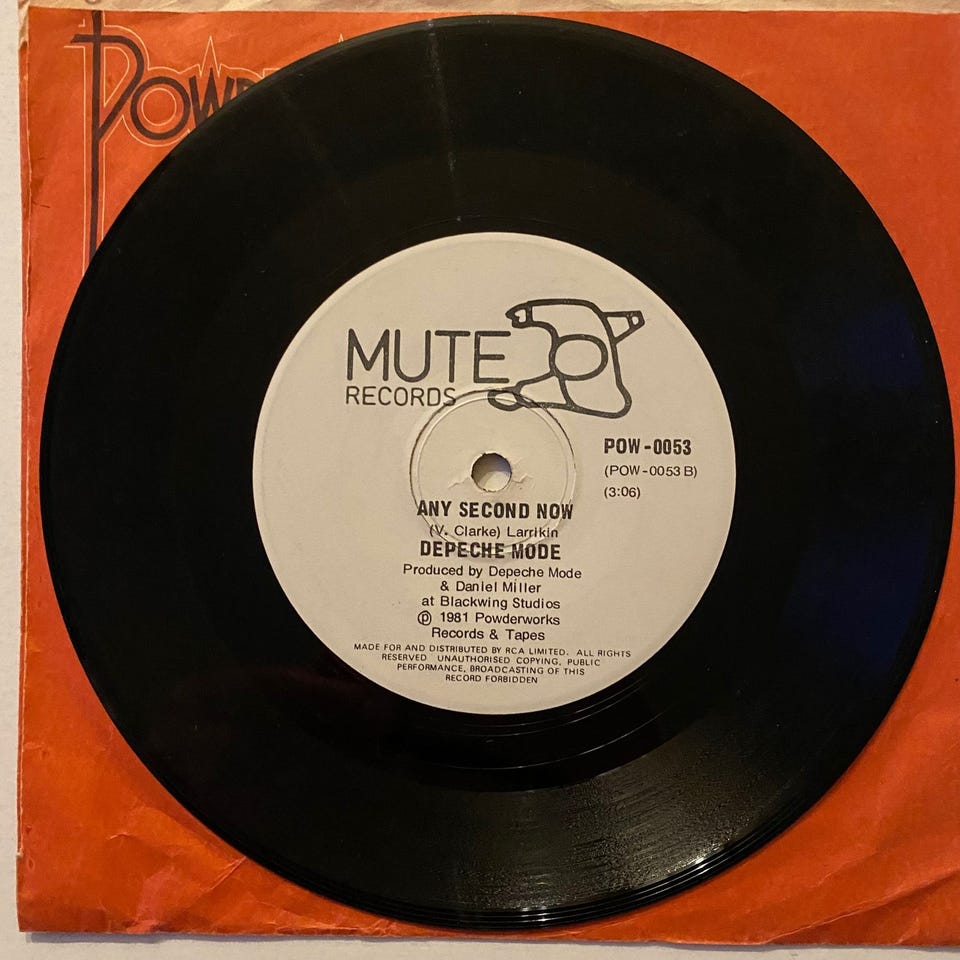 MUTE
RECORDS
POW-0053
(POW-0053 B)
(3:06)
ANY SECOND NOW
(V. Clarke) Larrikin
DEPECHE MODE
Produced by Depeche Mode
& Daniel Miller
at Blackwing Studios
℗ 1981 Powderworks
Records & Tapes
MADE FOR AND DISTRIBUTED BY RCA LIMITED. ALL RIGHTS
RESERVED UNAUTHORISED COPYING, PUBLIC
PERFORMANCE, BROADCASTING OF THIS
RECORD FORBIDDEN